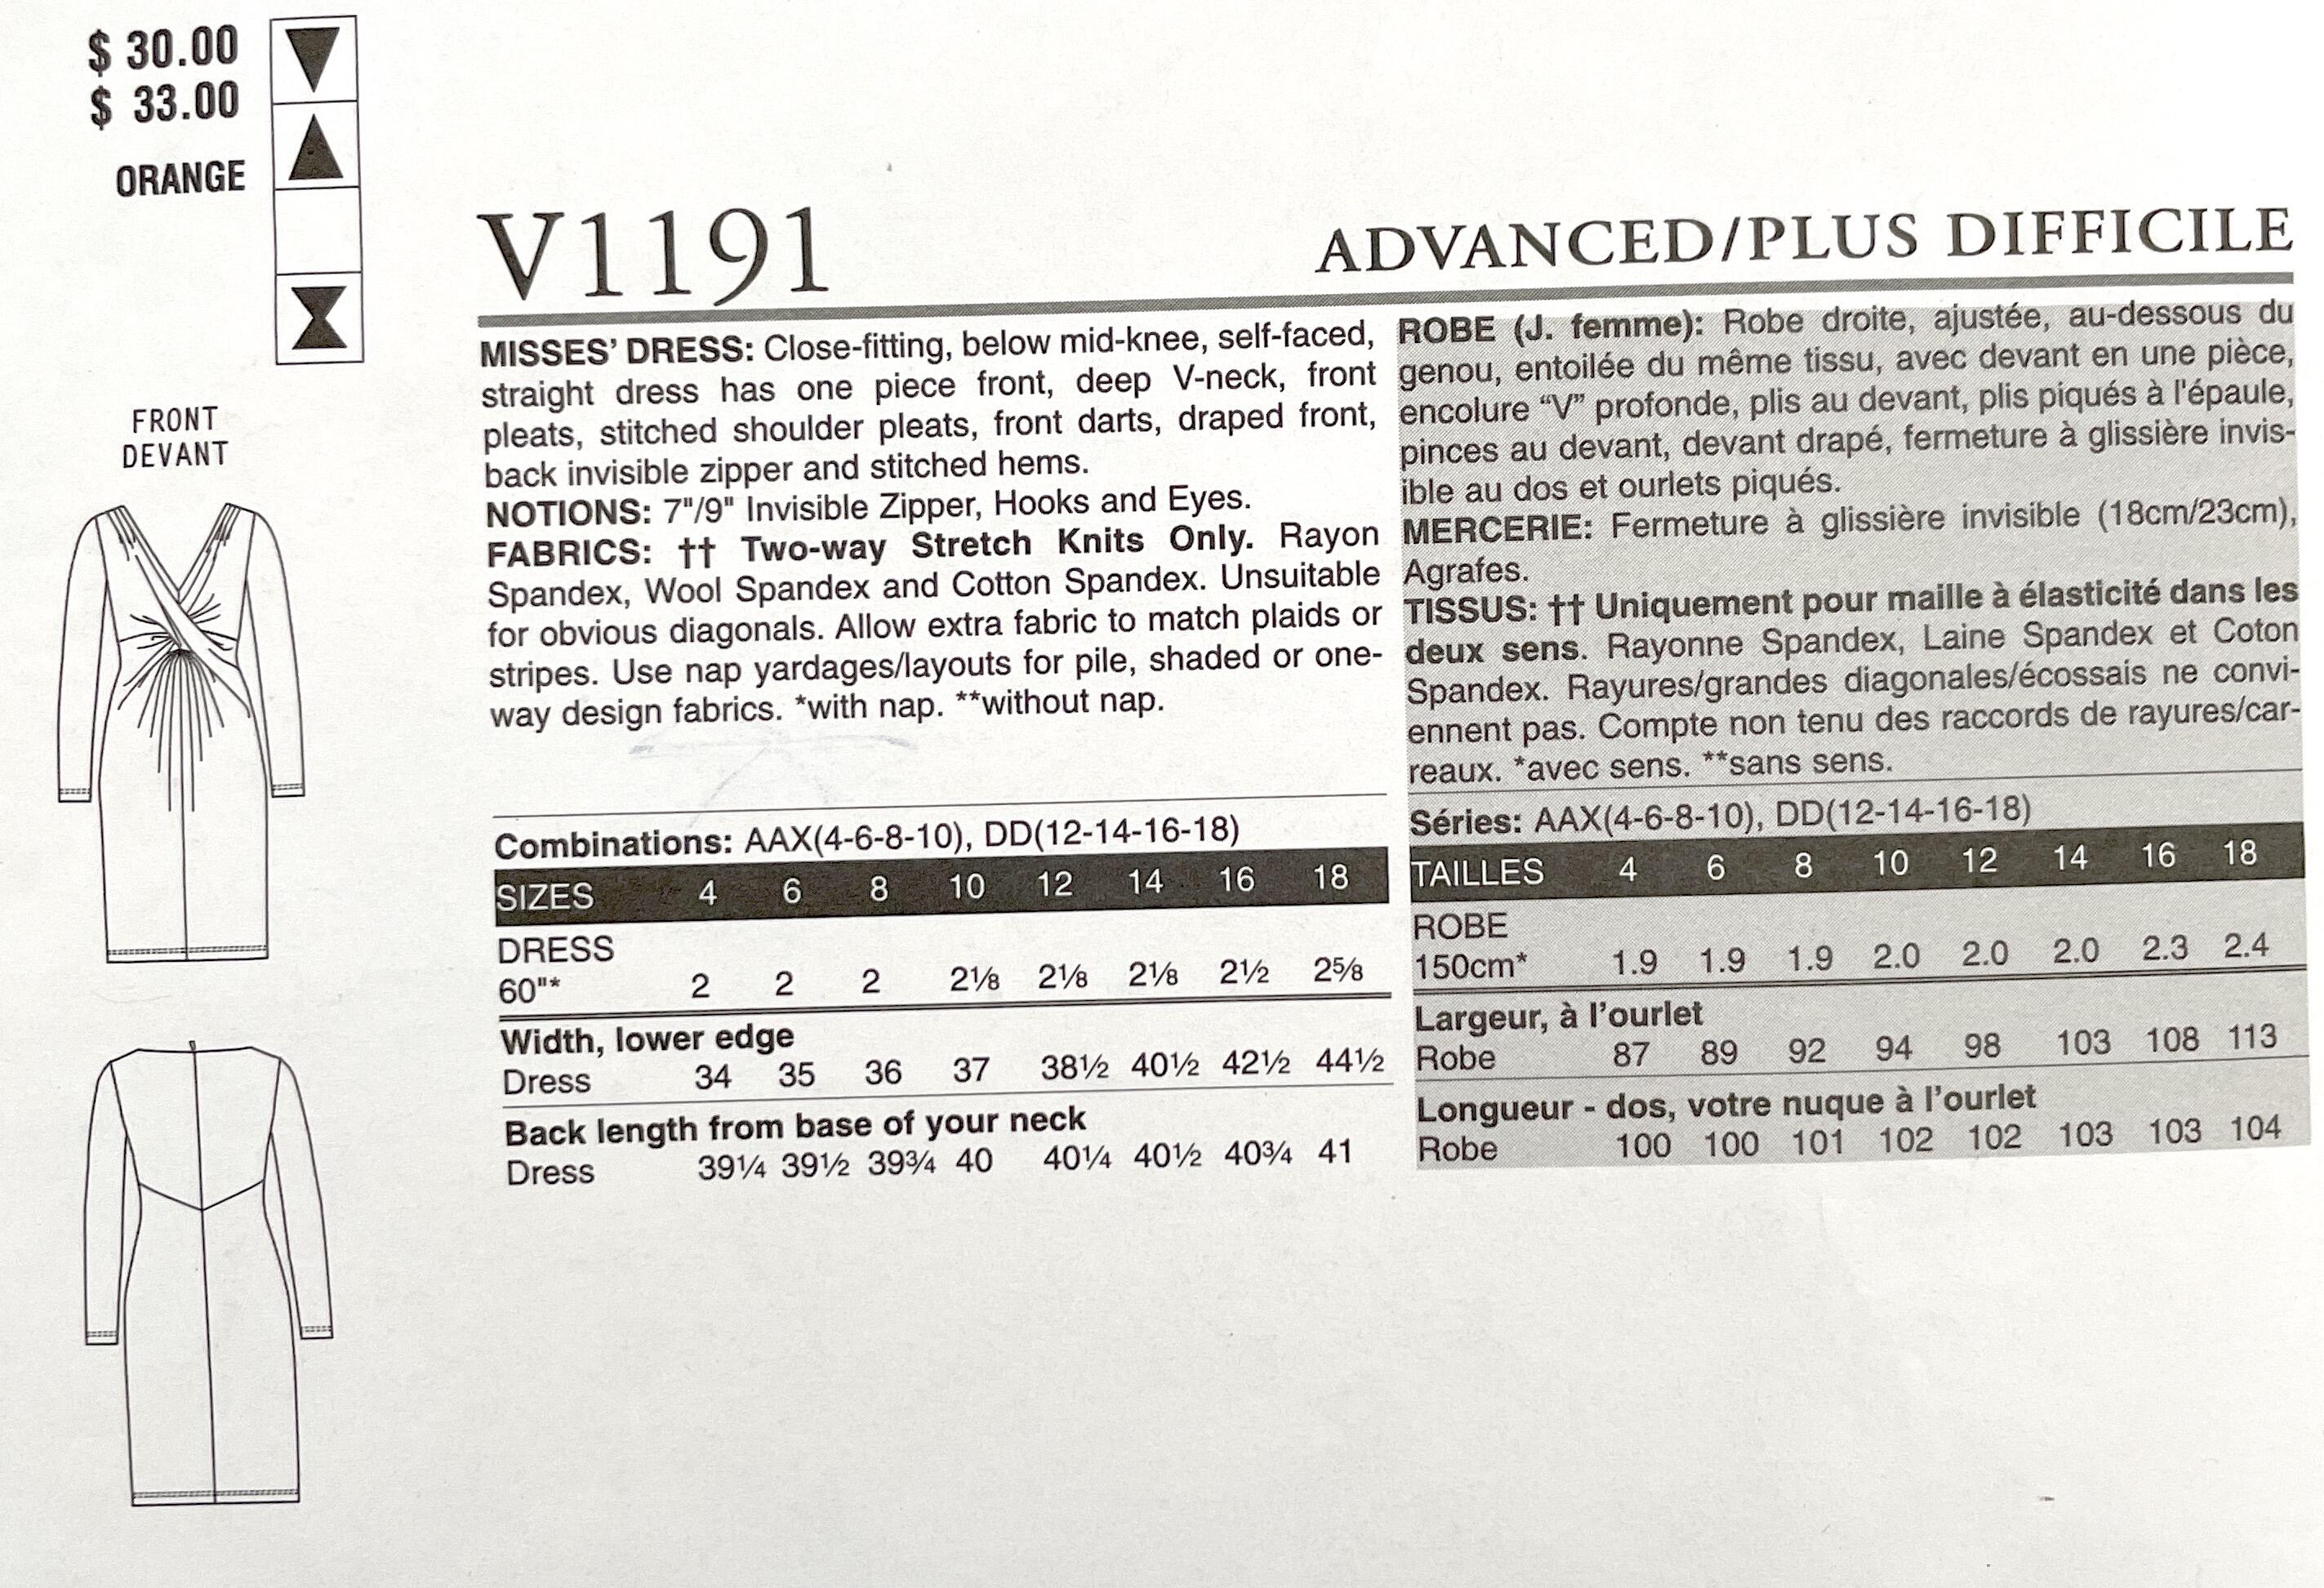 $ 30.00
$ 33.00
ORANGE
FRONT
DEVANT
V1191
ADVANCED/PLUS DIFFICILE
MISSES' DRESS: Close-fitting, below mid-knee, self-faced,
straight dress has one piece front, deep V-neck, front
pleats, stitched shoulder pleats, front darts, draped front,
back invisible zipper and stitched hems.
NOTIONS: 7"/9" Invisible Zipper, Hooks and Eyes.
FABRICS: †† Two-way Stretch Knits Only. Rayon
Spandex, Wool Spandex and Cotton Spandex. Unsuitable
for obvious diagonals. Allow extra fabric to match plaids or
stripes. Use nap yardages/layouts for pile, shaded or one-
way design fabrics. *with nap. **without nap.
Combinations: AAX(4-6-8-10), DD(12-14-16-18)
SIZES 4 6 8 10 12 14 16 18
DRESS
60"* 2 2 2 2⅛ 2⅛ 2⅛ 2½ 2⅝
Width, lower edge
Dress 34 35 36 37 38½ 40½ 42½ 44½
Back length from base of your neck
Dress 39¼ 39½ 39¾ 40 40¼ 40½ 40¾ 41
ROBE (J. femme): Robe droite, ajustée, au-dessous du
genou, entoilée du même tissu, avec devant en une pièce,
encolure “V” profonde, plis au devant, plis piqués à l'épaule,
pinces au devant, devant drapé, fermeture à glissière invis-
ible au dos et ourlets piqués.
MERCERIE: Fermeture à glissière invisible (18cm/23cm),
Agrafes.
TISSUS: †† Uniquement pour maille à élasticité dans les
deux sens. Rayonne Spandex, Laine Spandex et Coton
Spandex. Rayures/grandes diagonales/écossais ne convi-
ennent pas. Compte non tenu des raccords de rayures/car-
reaux. *avec sens. **sans sens.
Séries: AAX(4-6-8-10), DD(12-14-16-18)
TAILLES 4 6 8 10 12 14 16 18
ROBE
150cm* 1.9 1.9 1.9 2.0 2.0 2.0 2.3 2.4
Largeur, à l'ourlet
Robe 87 89 92 94 98 103 108 113
Longueur - dos, votre nuque à l'ourlet
Robe 100 100 101 102 102 103 103 104